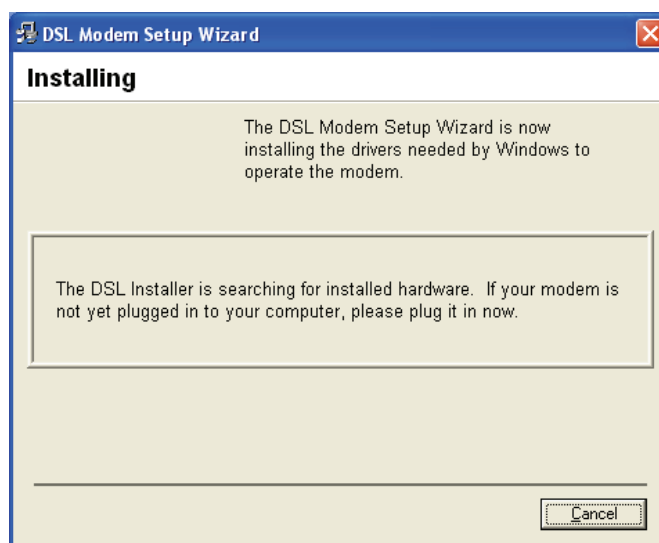 DSL Modem Setup Wizard
Installing
The DSL Modem Setup Wizard is now
installing the drivers needed by Windows to
operate the modem.
The DSL Installer is searching for installed hardware.  If your modem is
not yet plugged in to your computer, please plug it in now.
Cancel